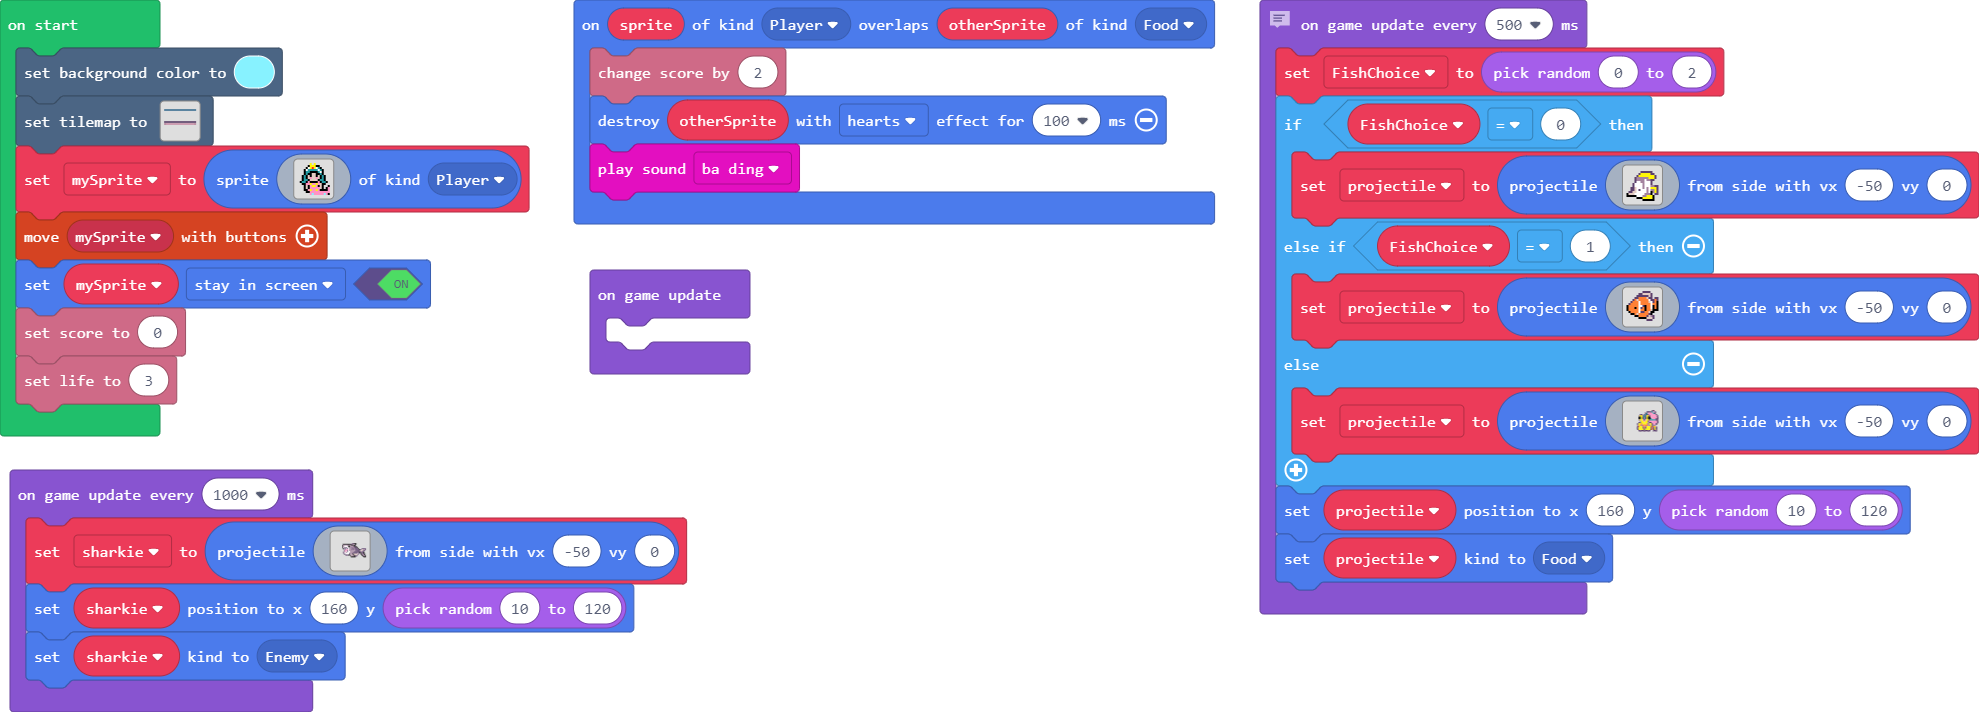 on start
set background color to
set tilemap to
set mySprite to sprite of kind Player
move mySprite with buttons
set mySprite stay in screen ON
set score to 0
set life to 3
on game update every 1000 ms
set sharkie to projectile from side with vx -50 vy 0
set sharkie position to x 160 y pick random 10 to 120
set sharkie kind to Enemy
on sprite of kind Player overlaps otherSprite of kind Food
change score by 2
destroy otherSprite with hearts effect for 100 ms
play sound ba ding
on game update
on game update every 500 ms
set FishChoice to pick random 0 to 2
if FishChoice = 0 then
set projectile to projectile from side with vx -50 vy 0
else if FishChoice = 1 then
set projectile to projectile from side with vx -50 vy 0
else
set projectile to projectile from side with vx -50 vy 0
set projectile position to x 160 y pick random 10 to 120
set projectile kind to Food